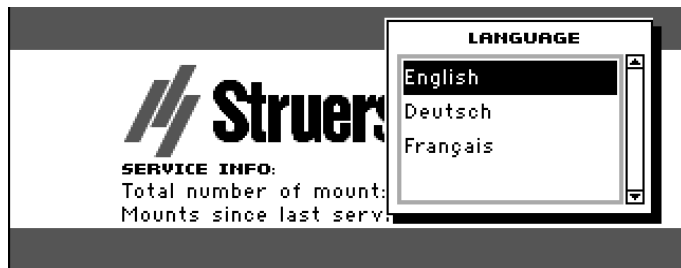 LANGUAGE
English
Deutsch
Français
Struers
SERVICE INFO:
Total number of mount
Mounts since last serv